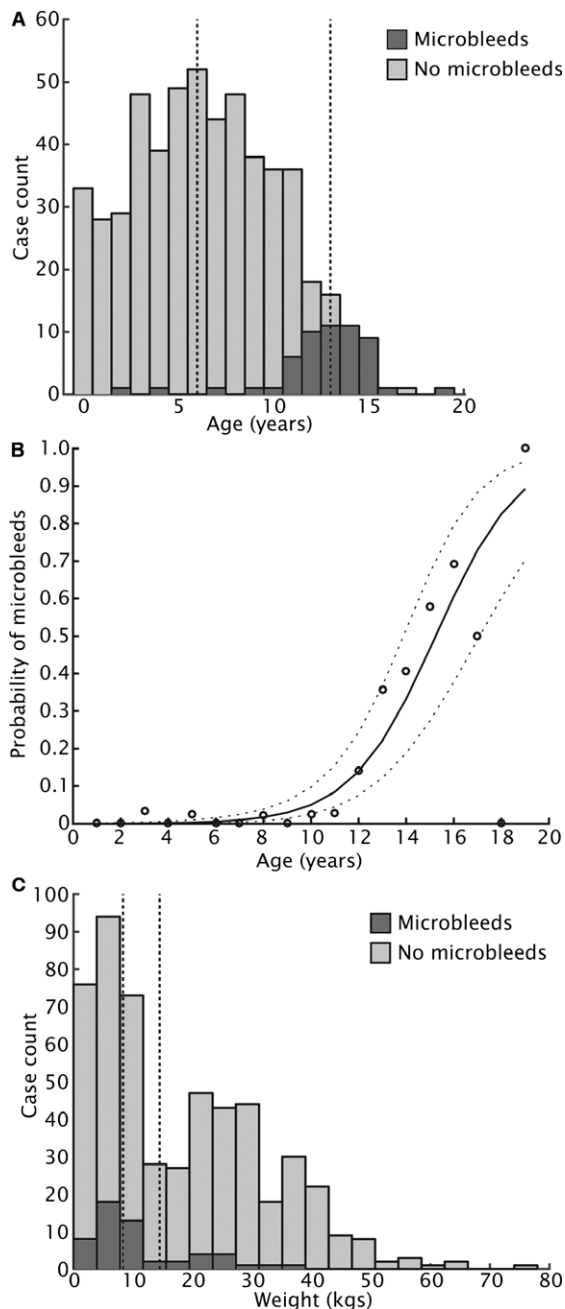 A
Microbleeds
No microbleeds
60
50
40
30
20
10
0
Case count
0 5 10 15 20
Age (years)
B
1.0
0.9
0.8
0.7
0.6
0.5
0.4
0.3
0.2
0.1
0
Probability of microbleeds
0 2 4 6 8 10 12 14 16 18 20
Age (years)
C
Microbleeds
No microbleeds
100
90
80
70
60
50
40
30
20
10
0
Case count
0 10 20 30 40 50 60 70 80
Weight (kgs)